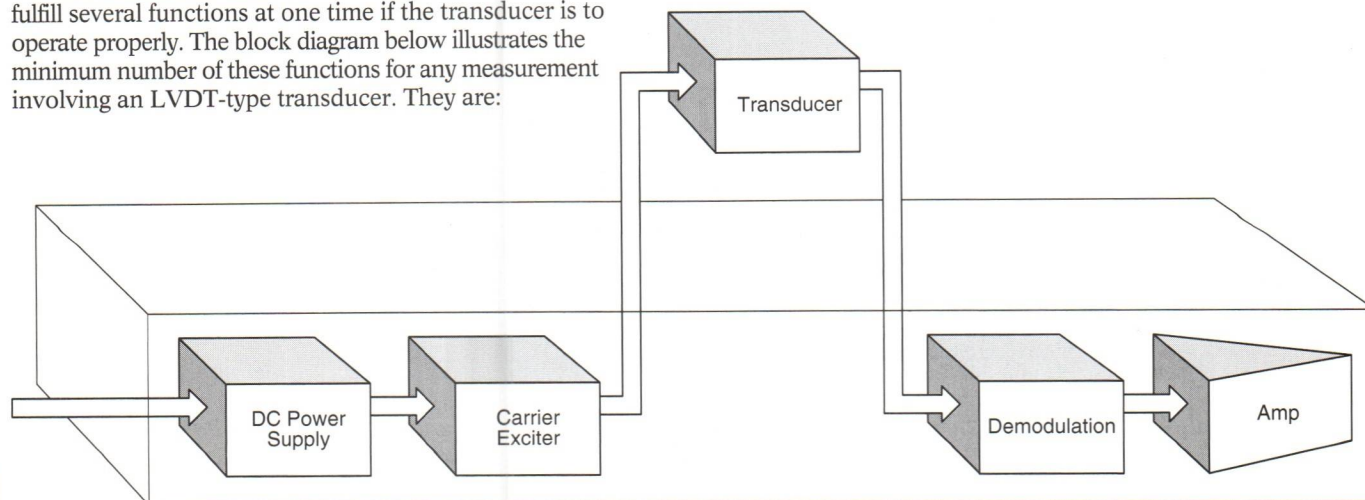 fulfill several functions at one time if the transducer is to
operate properly. The block diagram below illustrates the
minimum number of these functions for any measurement
involving an LVDT-type transducer. They are:
Transducer
DC Power
Supply
Carrier
Exciter
Demodulation
Amp